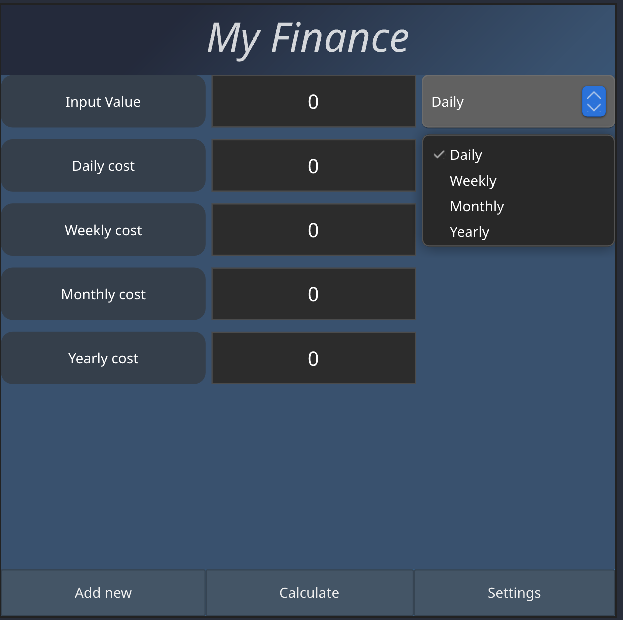 My Finance
Input Value 0 Daily
Daily cost 0
Daily
Weekly
Weekly cost 0
Monthly
Yearly
Monthly cost 0
Yearly cost 0
Add new Calculate Settings